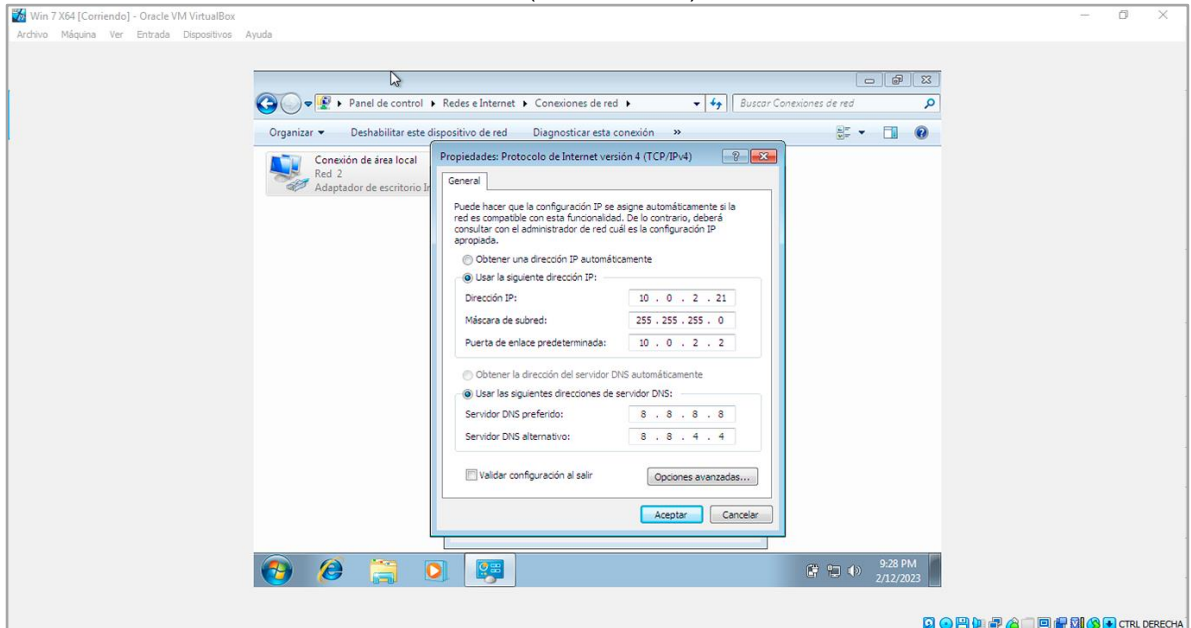 Win 7 X64 [Corriendo] - Oracle VM VirtualBox
Archivo Máquina Ver Entrada Dispositivos Ayuda
Panel de control Redes e Internet Conexiones de red
Buscar Conexiones de red
Organizar Deshabilitar este dispositivo de red Diagnosticar esta conexión »
Conexión de área local
Red 2
Adaptador de escritorio
Propiedades: Protocolo de Internet versión 4 (TCP/IPv4)
General
Puede hacer que la configuración IP se asigne automáticamente si la
red es compatible con esta funcionalidad. De lo contrario, deberá
consultar con el administrador de red cuál es la configuración IP
apropiada.
Obtener una dirección IP automáticamente
Usar la siguiente dirección IP:
Dirección IP: 10 . 0 . 2 . 21
Máscara de subred: 255 . 255 . 255 . 0
Puerta de enlace predeterminada: 10 . 0 . 2 . 2
Obtener la dirección del servidor DNS automáticamente
Usar las siguientes direcciones de servidor DNS:
Servidor DNS preferido: 8 . 8 . 8 . 8
Servidor DNS alternativo: 8 . 8 . 4 . 4
Validar configuración al salir
Opciones avanzadas...
Aceptar Cancelar
9:28 PM
2/12/2023
CTRL DERECHA